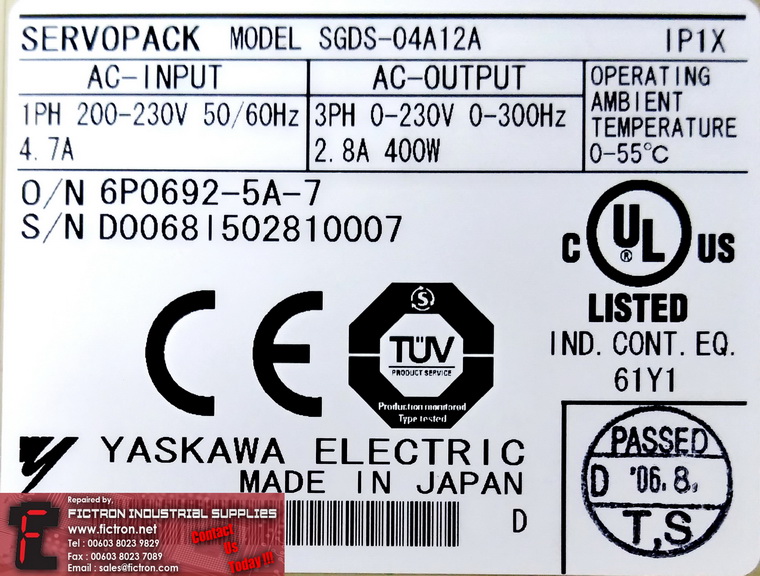 SERVOPACK MODEL SGDS-04A12A IP1X
AC-INPUT
1PH 200-230V 50/60Hz
4.7A
AC-OUTPUT
3PH 0-230V 0-300Hz
2.8A 400W
OPERATING
AMBIENT
TEMPERATURE
0-55°C
O/N 6P0692-5A-7
S/N D0068I502810007
C UL® US
LISTED
IND. CONT. EQ.
61Y1
CE
S
TÜV
PRODUCT SERVICE
Production monitored
Type tested
YASKAWA ELECTRIC
MADE IN JAPAN
D
PASSED
D '06.8.
T,S
Repaired by,
FICTRON INDUSTRIAL SUPPLIES
www.fictron.net
Tel : 00603 8023 9829
Fax : 00603 8023 7089
Email : sales@fictron.com
Contact
Us
Today!!!